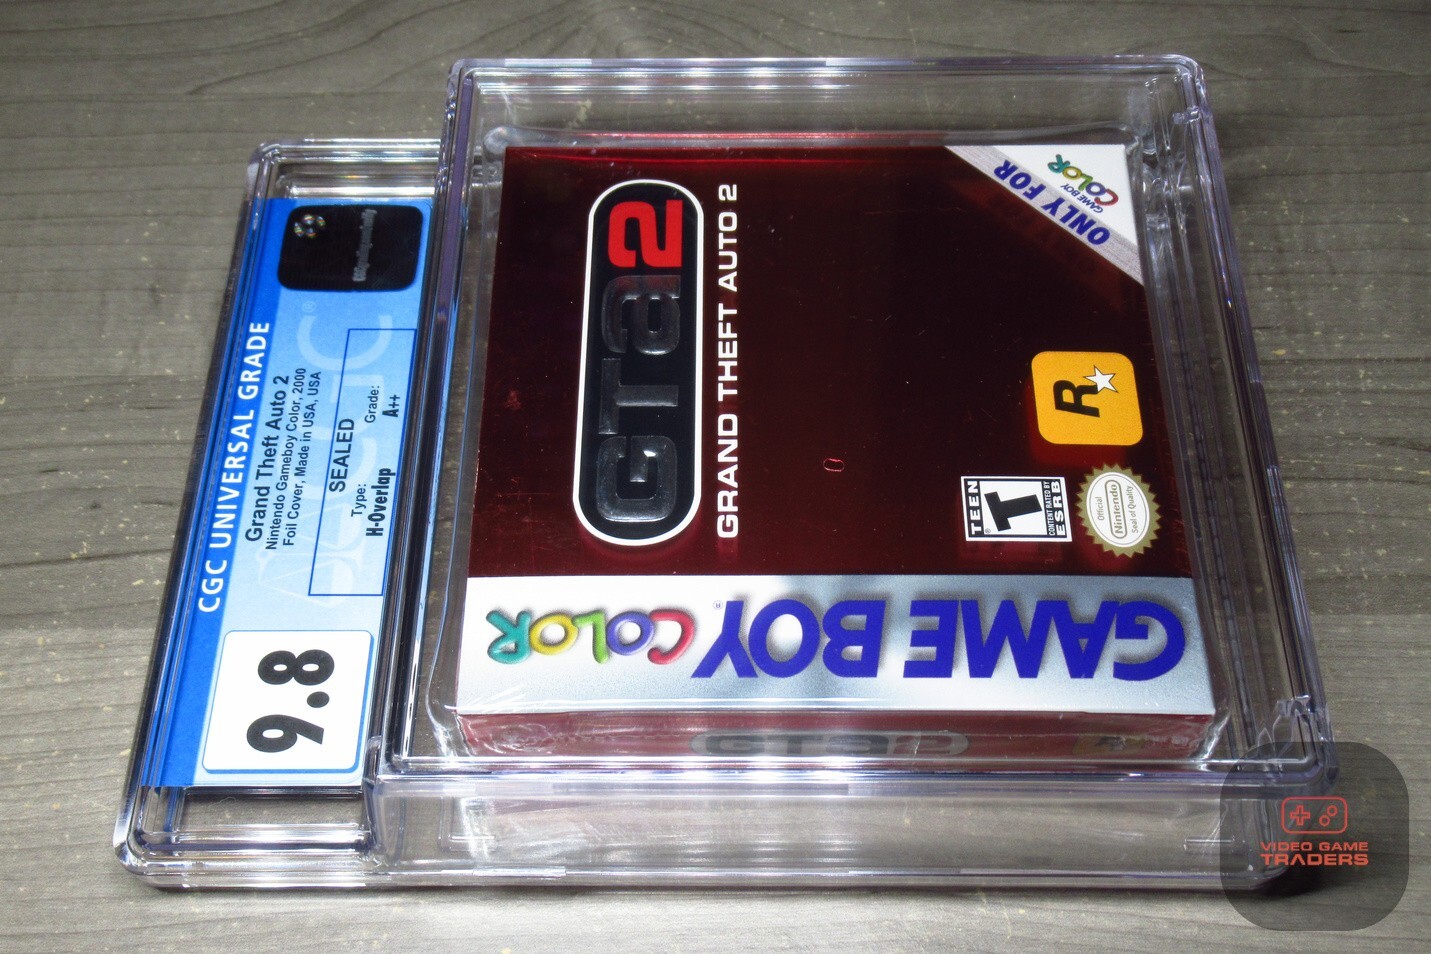 CGC UNIVERSAL GRADE
Grand Theft Auto 2
Nintendo Gameboy Color, 2000
Foil Cover, Made in USA, USA
SEALED
Type: Grade:
H-Overlap A++
9.8
CGC
GTA2
GRAND THEFT AUTO 2
ONLY FOR
GAME BOY
COLOR
R
TEEN
T
CONTENT RATED BY
ESRB
Official
Nintendo
Seal of Quality
GAME BOY COLOR
GTA2
VIDEO GAME
TRADERS